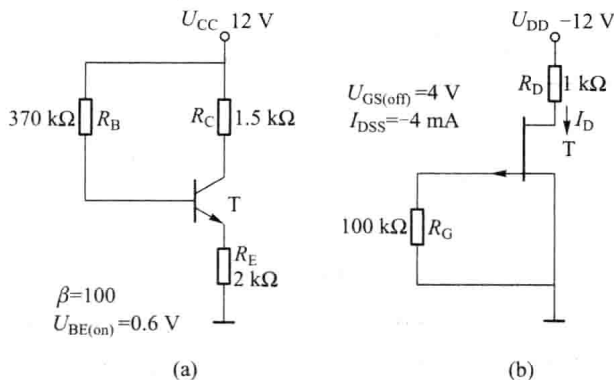 U_CC 12 V
370 kΩ R_B
R_C 1.5 kΩ
T
R_E
2 kΩ
β=100
U_BE(on)=0.6 V
(a)
U_DD −12 V
R_D 1 kΩ
U_GS(off)=4 V
I_DSS=−4 mA
I_D
T
100 kΩ R_G
(b)